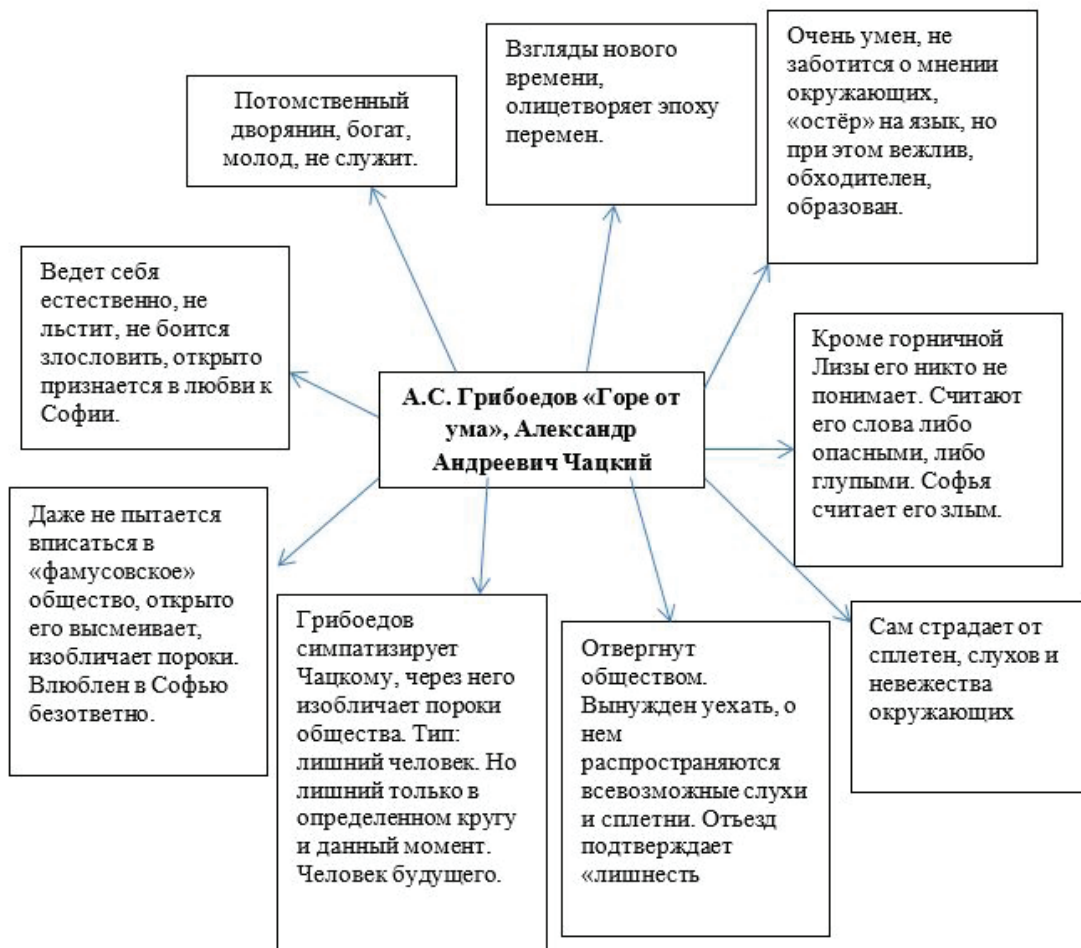 Потомственный
дворянин, богат,
молод, не служит.
Взгляды нового
времени,
олицетворяет эпоху
перемен.
Очень умен, не
заботится о мнении
окружающих,
«остёр» на язык, но
при этом вежлив,
обходителен,
образован.
Ведет себя
естественно, не
льстит, не боится
злословить, открыто
признается в любви к
Софии.
А.С. Грибоедов «Горе от
ума», Александр
Андреевич Чацкий
Кроме горничной
Лизы его никто не
понимает. Считают
его слова либо
опасными, либо
глупыми. Софья
считает его злым.
Даже не пытается
вписаться в
«фамусовское»
общество, открыто
его высмеивает,
изобличает пороки.
Влюблен в Софью
безответно.
Грибоедов
симпатизирует
Чацкому, через него
изобличает пороки
общества. Тип:
лишний человек. Но
лишний только в
определенном кругу
и данный момент.
Человек будущего.
Отвергнут
обществом.
Вынужден уехать, о
нем
распространяются
всевозможные слухи
и сплетни. Отъезд
подтверждает
«лишнесть
Сам страдает от
сплетен, слухов и
невежества
окружающих